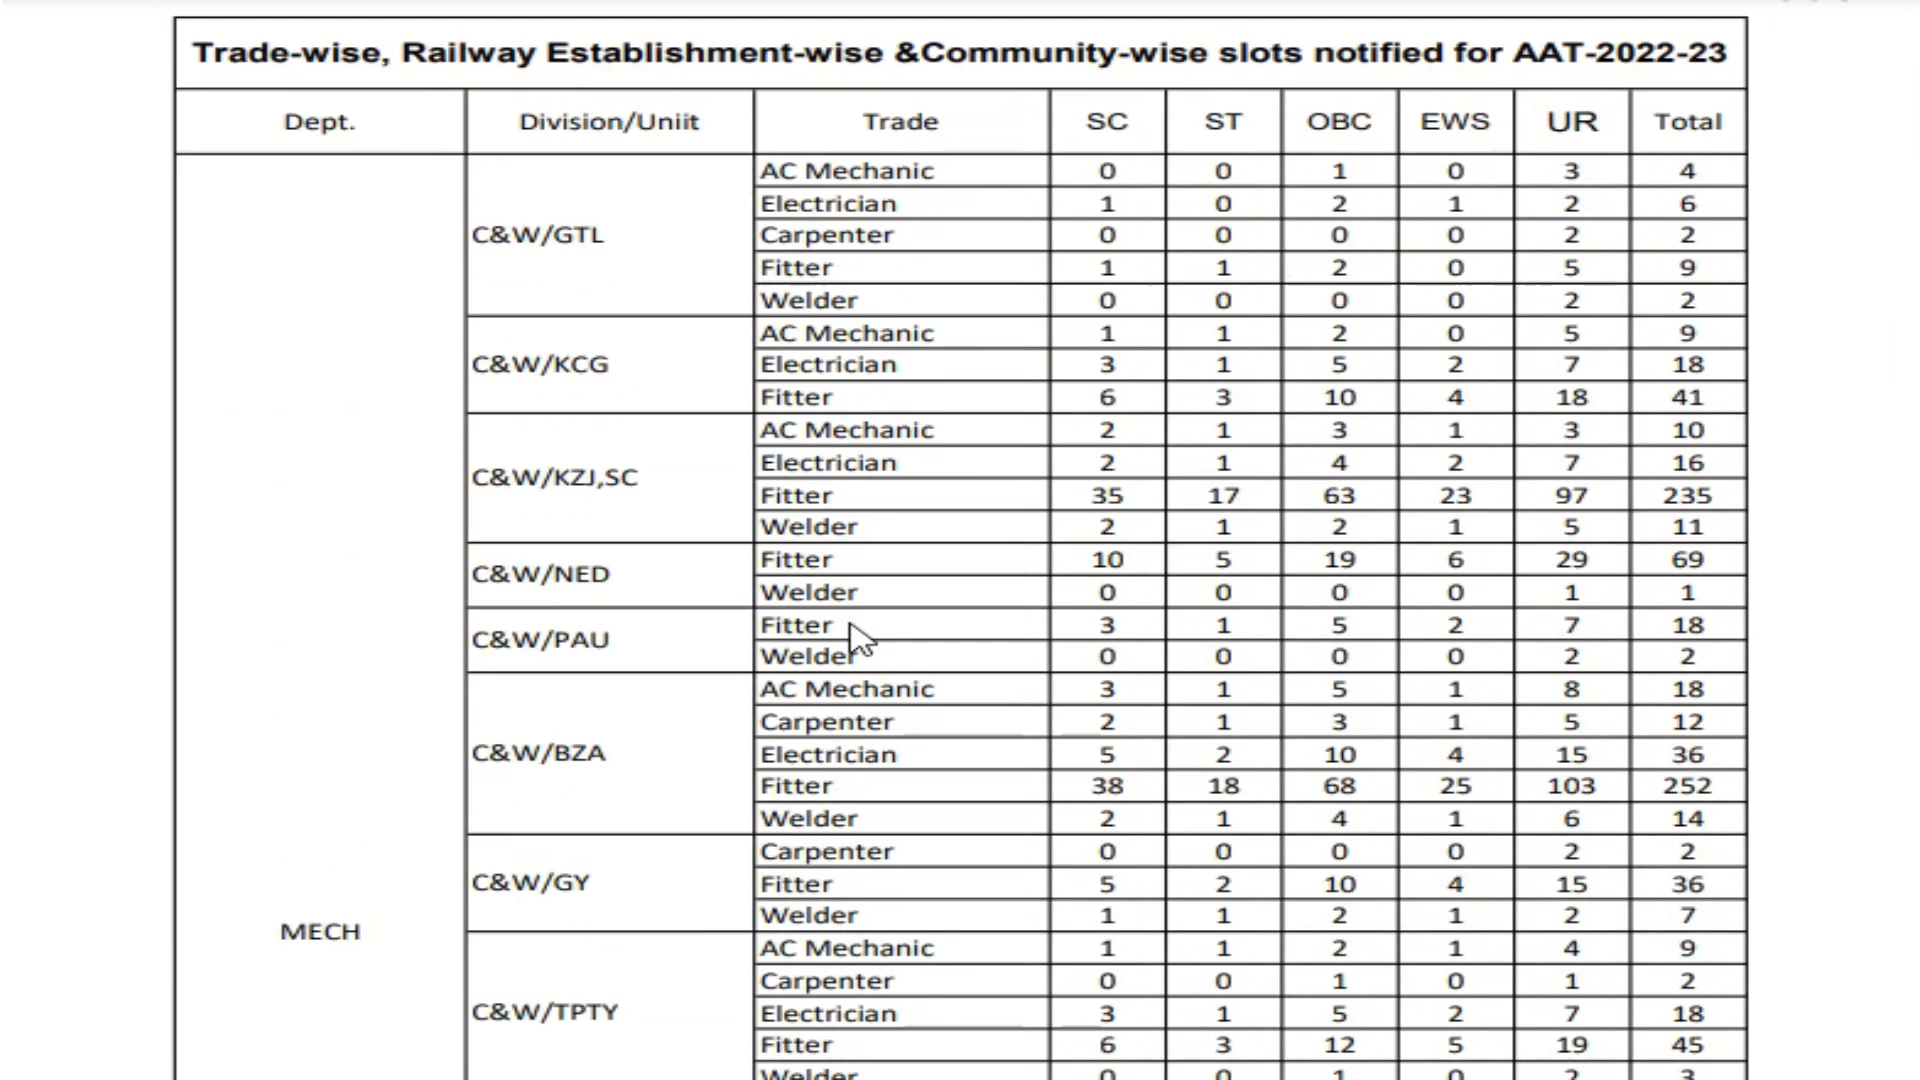 Trade-wise, Railway Establishment-wise &Community-wise slots notified for AAT-2022-23
Dept. Division/Uniit Trade SC ST OBC EWS UR Total
MECH
C&W/GTL
AC Mechanic 0 0 1 0 3 4
Electrician 1 0 2 1 2 6
Carpenter 0 0 0 0 2 2
Fitter 1 1 2 0 5 9
Welder 0 0 0 0 2 2
C&W/KCG
AC Mechanic 1 1 2 0 5 9
Electrician 3 1 5 2 7 18
Fitter 6 3 10 4 18 41
C&W/KZJ,SC
AC Mechanic 2 1 3 1 3 10
Electrician 2 1 4 2 7 16
Fitter 35 17 63 23 97 235
Welder 2 1 2 1 5 11
C&W/NED
Fitter 10 5 19 6 29 69
Welder 0 0 0 0 1 1
C&W/PAU
Fitter 3 1 5 2 7 18
Welder 0 0 0 0 2 2
C&W/BZA
AC Mechanic 3 1 5 1 8 18
Carpenter 2 1 3 1 5 12
Electrician 5 2 10 4 15 36
Fitter 38 18 68 25 103 252
Welder 2 1 4 1 6 14
C&W/GY
Carpenter 0 0 0 0 2 2
Fitter 5 2 10 4 15 36
Welder 1 1 2 1 2 7
C&W/TPTY
AC Mechanic 1 1 2 1 4 9
Carpenter 0 0 1 0 1 2
Electrician 3 1 5 2 7 18
Fitter 6 3 12 5 19 45
Welder 0 0 1 0 2 3